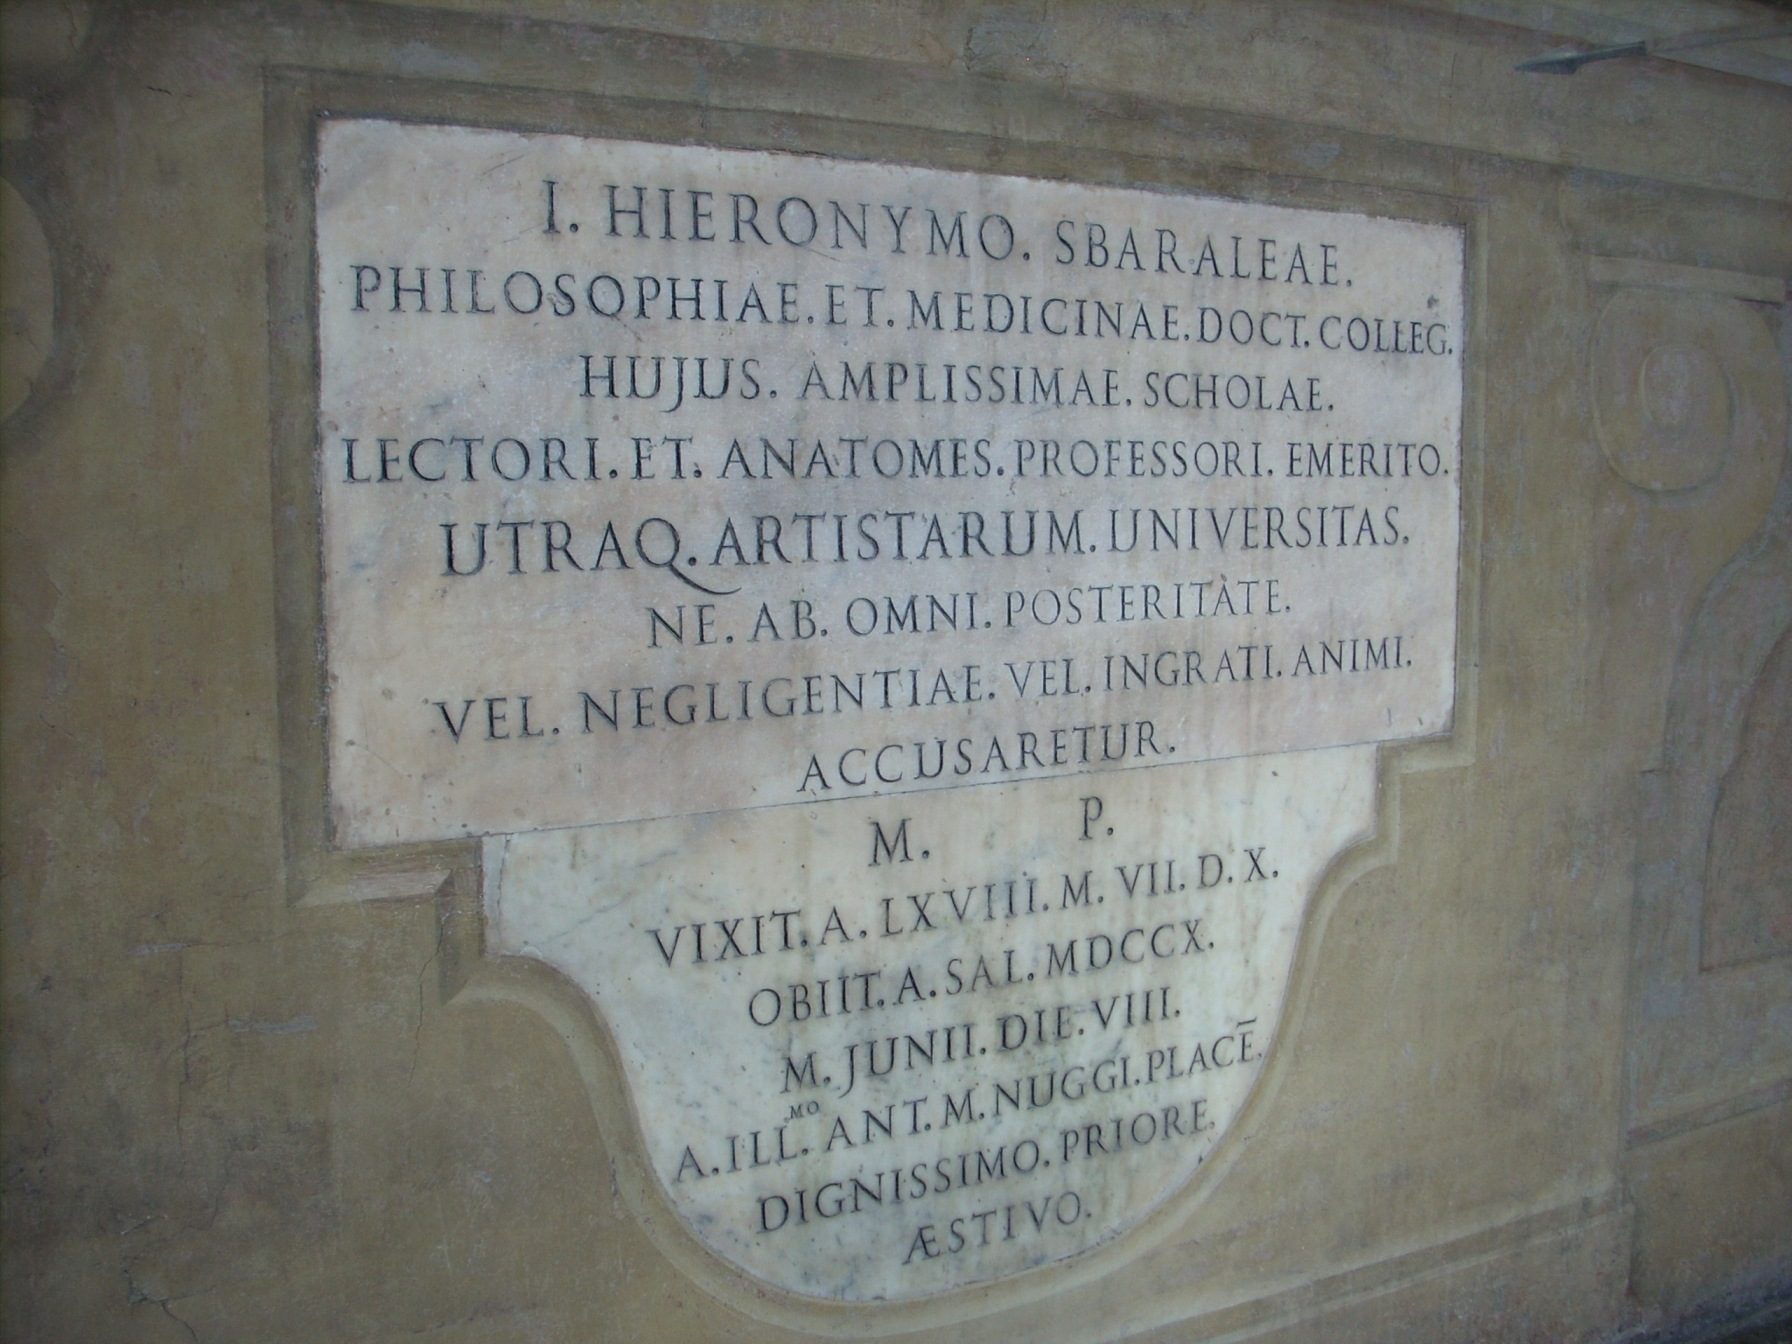 I. HIERONYMO. SBARALEAE.
PHILOSOPHIAE. ET. MEDICINAE. DOCT. COLLEG.
HUJUS. AMPLISSIMAE. SCHOLAE.
LECTORI. ET. ANATOMES. PROFESSORI. EMERITO.
UTRAQ. ARTISTARUM. UNIVERSITAS.
NE. AB. OMNI. POSTERITÀTE.
VEL. NEGLIGENTIAE. VEL. INGRATI. ANIMI.
ACCUSARETUR.
M. P.
VIXIT. A. LXVIII. M. VII. D. X.
OBIIT. A. SAL. MDCCX.
M. JUNII. DIE. VIII.
A. ILL.MO ANT. M. NUGGI. PLACĒ.
DIGNISSIMO. PRIORE.
ÆSTIVO.